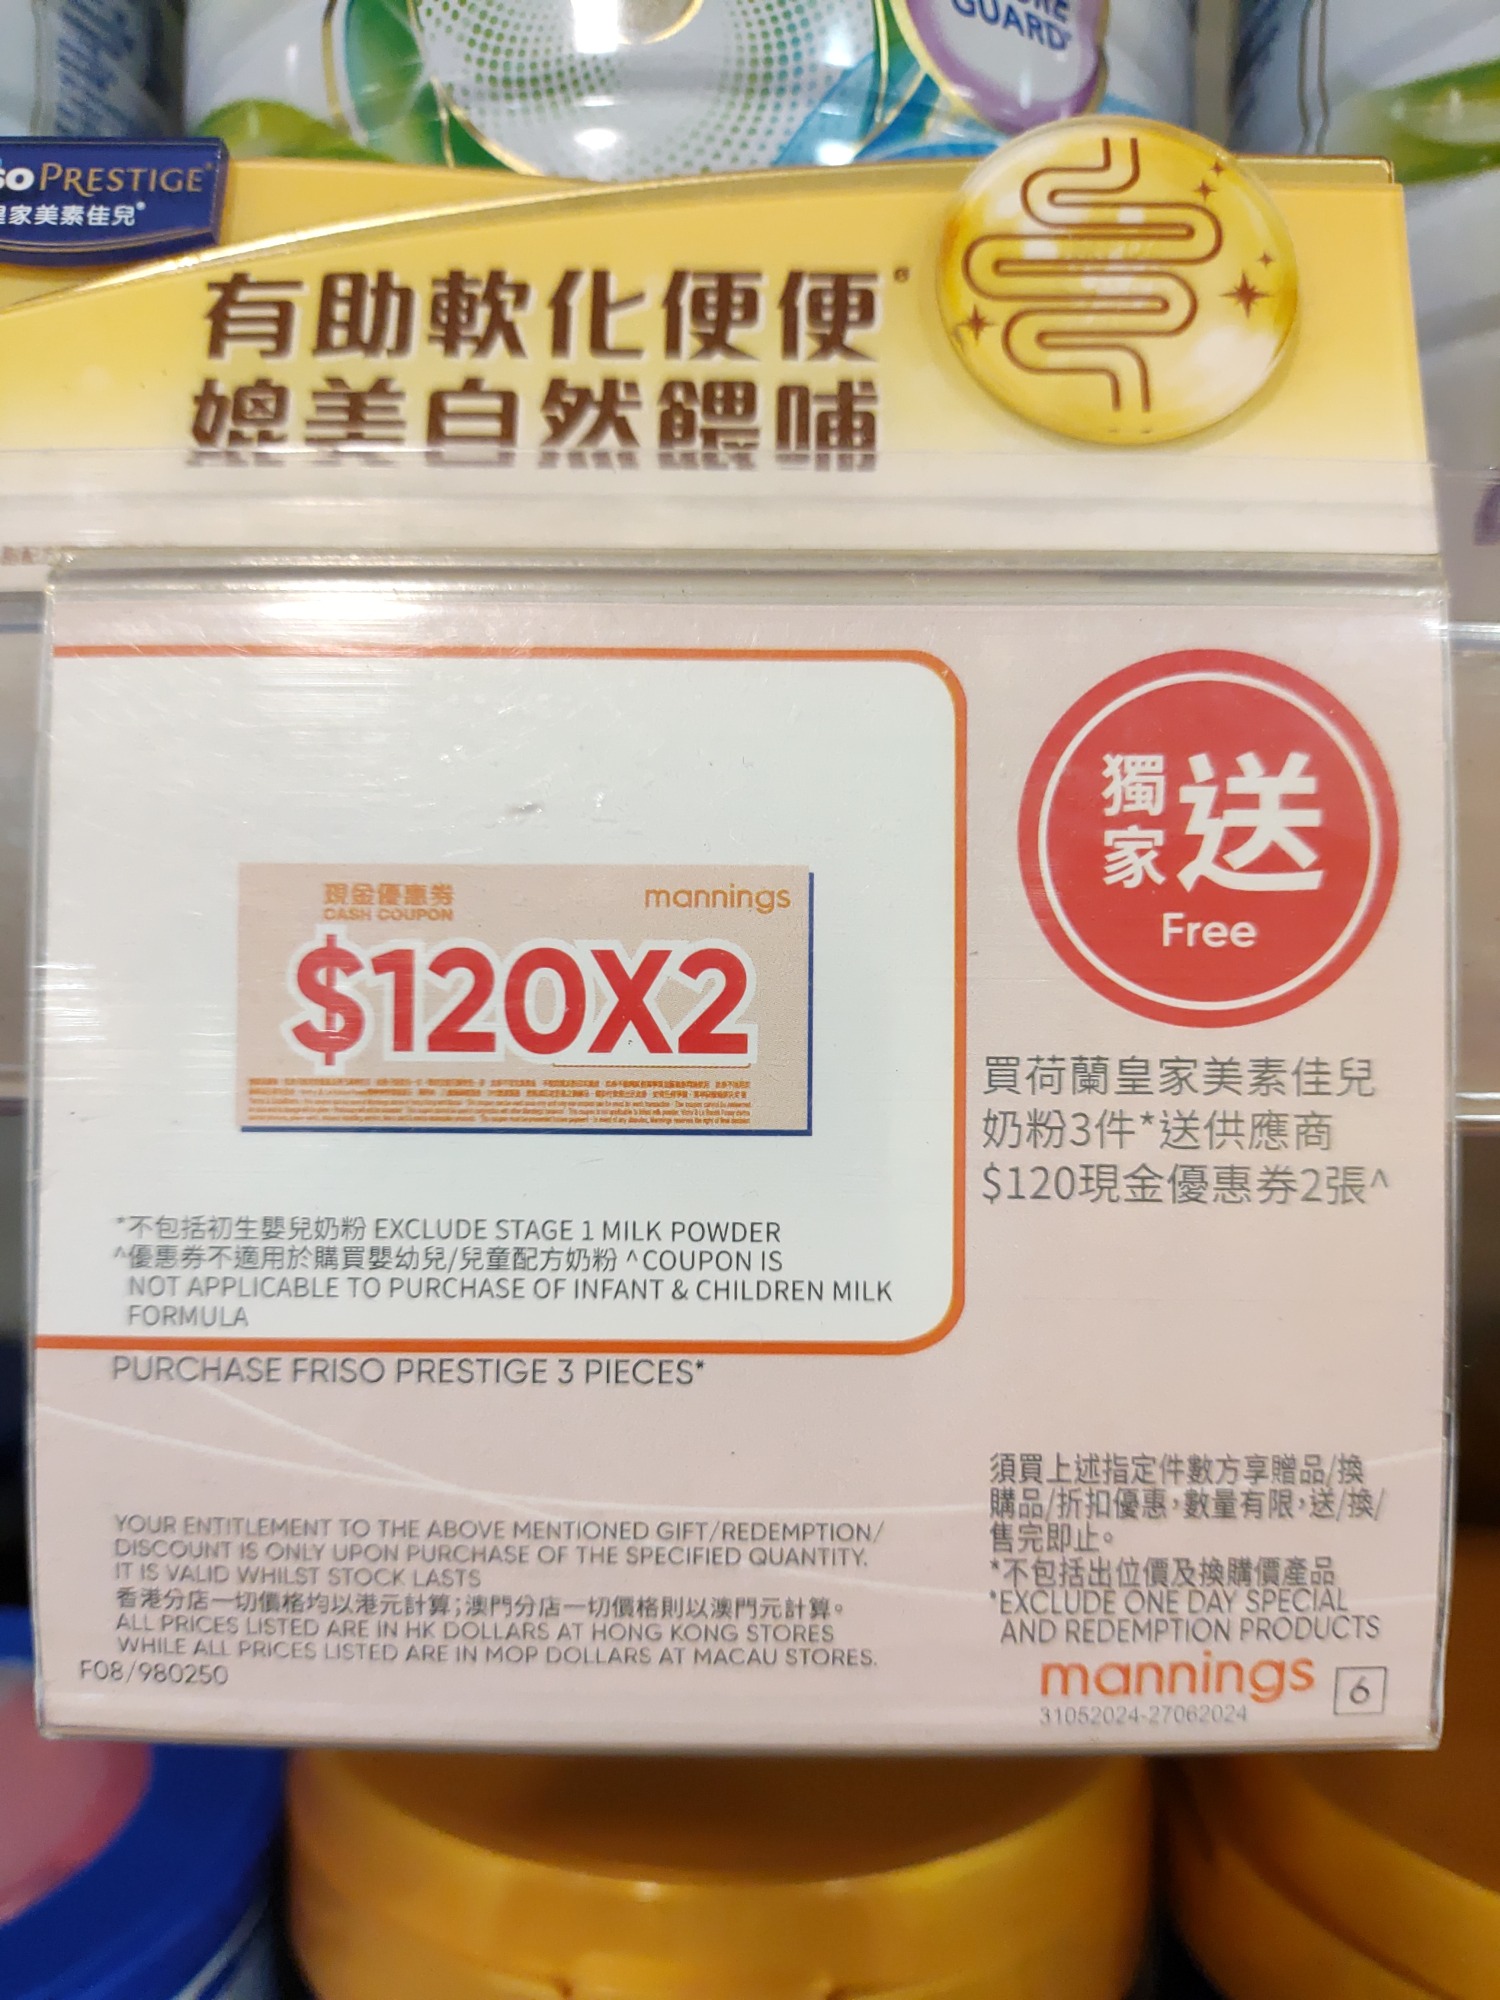 GUARD
PRESTIGE
家美素佳兒
有助軟化便便
媲美自然餵哺
獨家送
Free
現金優惠券
CASH COUPON
mannings
$120X2
買荷蘭皇家美素佳兒
奶粉3件*送供應商
$120現金優惠券2張^
*不包括初生嬰兒奶粉 EXCLUDE STAGE 1 MILK POWDER
^優惠券不適用於購買嬰幼兒/兒童配方奶粉 ^COUPON IS
NOT APPLICABLE TO PURCHASE OF INFANT & CHILDREN MILK
FORMULA
PURCHASE FRISO PRESTIGE 3 PIECES*
須買上述指定件數方享贈品/換
購品/折扣優惠，數量有限，送/換/
售完即止。
*不包括出位價及換購價產品
*EXCLUDE ONE DAY SPECIAL
AND REDEMPTION PRODUCTS
YOUR ENTITLEMENT TO THE ABOVE MENTIONED GIFT/REDEMPTION/
DISCOUNT IS ONLY UPON PURCHASE OF THE SPECIFIED QUANTITY.
IT IS VALID WHILST STOCK LASTS
香港分店一切價格均以港元計算；澳門分店一切價格則以澳門元計算。
ALL PRICES LISTED ARE IN HK DOLLARS AT HONG KONG STORES
WHILE ALL PRICES LISTED ARE IN MOP DOLLARS AT MACAU STORES.
F08/980250
mannings 6
31052024-27062024